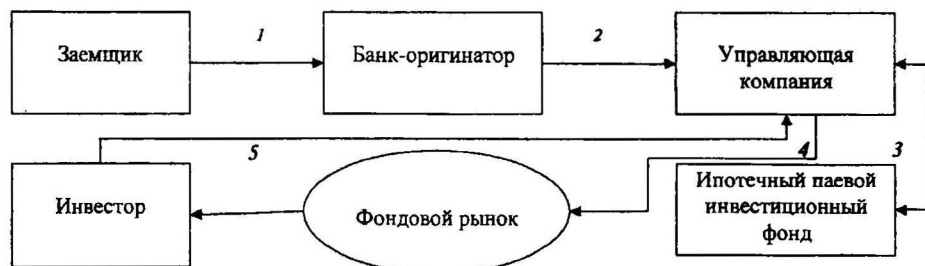 Заемщик
1
Банк-оригинатор
2
Управляющая
компания
Инвестор
5
Фондовой рынок
4
3
Ипотечный паевой
инвестиционный
фонд